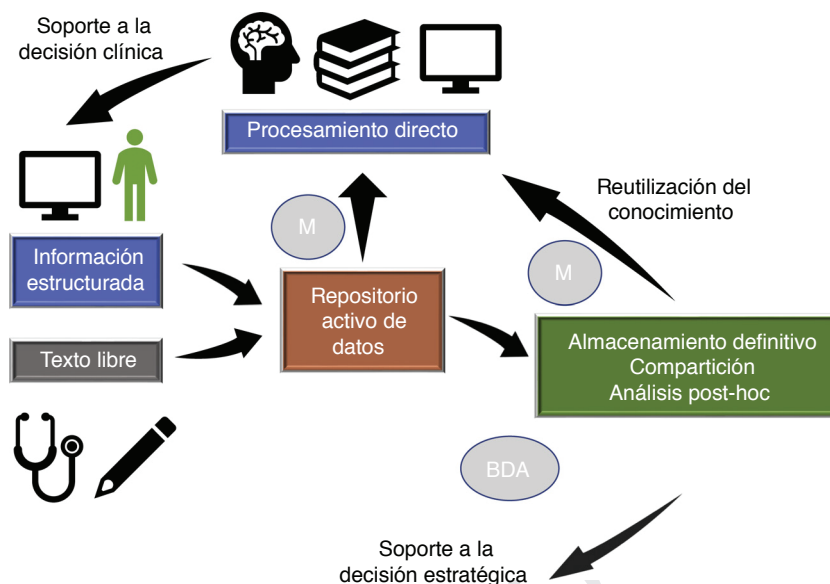 Soporte a la
decisión clínica
Procesamiento directo
Reutilización del
conocimiento
M
M
Información
estructurada
Repositorio
activo de
datos
Texto libre
Almacenamiento definitivo
Compartición
Análisis post-hoc
BDA
Soporte a la
decisión estratégica